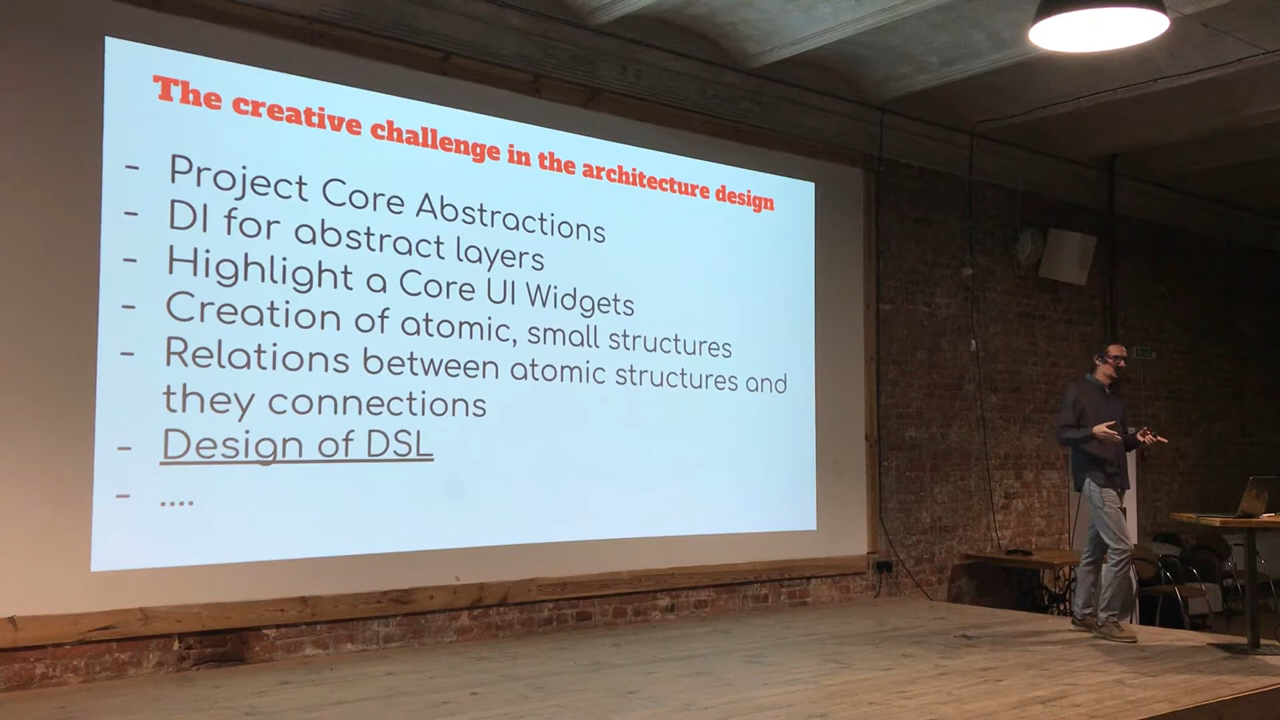 The creative challenge in the architecture design
- Project Core Abstractions
- DI for abstract layers
- Highlight a Core UI Widgets
- Creation of atomic, small structures
- Relations between atomic structures and
they connections
- Design of DSL
- ....